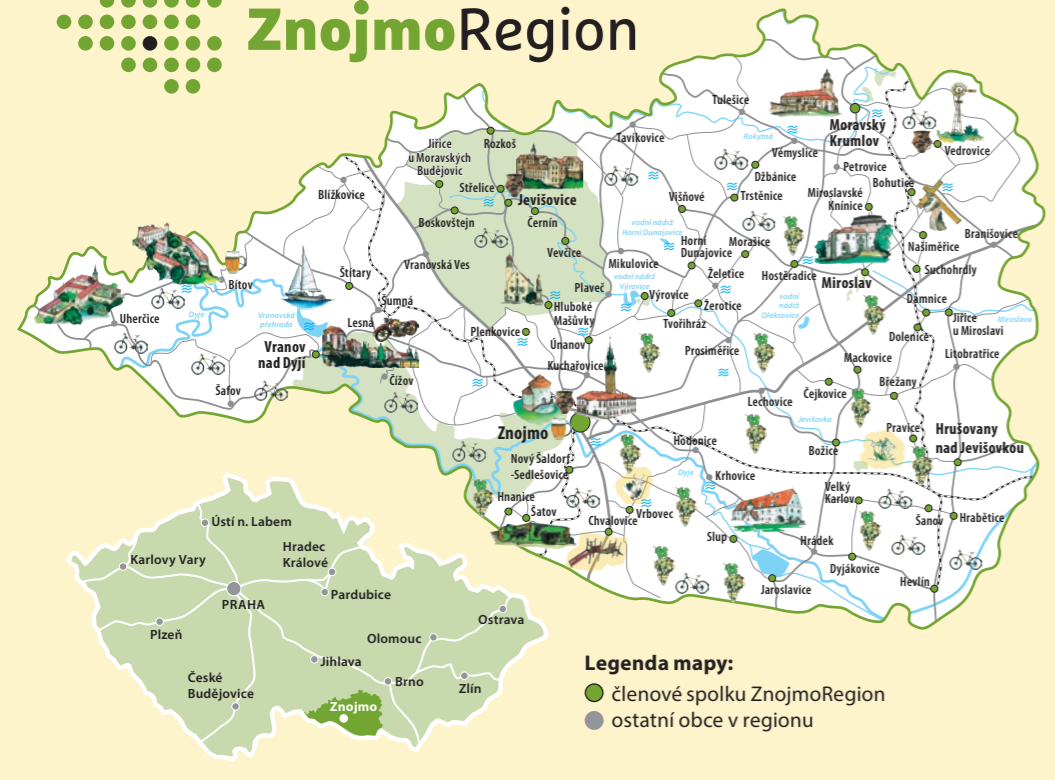 ZnojmoRegion
Tulešice
Moravský
Krumlov
Rokytná
Tavíkovice
Vedrovice
Rozkoš
Jiřice
u Moravských
Budějovic
Vémyslice
Petrovice
Džbánice
Bohutice
Střelice
Jevišovice
Blížkovice
Višňové
Trstěnice
Miroslavské
Knínice
Boskovštejn
Černín
vodní nádrž
Horní Dunajovice
Branišovice
Vevčice
Horní
Dunajovice
Morašice
Našiměřice
Vranovská Ves
Mikulovice
Štítary
Želetice
Hostěradice
Suchohrdly
Bítov
vodní nádrž
Výrovice
Plaveč
Miroslav
Výrovice
Žerotice
vodní
nádrž
Oleksovice
Damnice
Šumná
Uherčice
Dyje
Vranovská
přehrada
Lesná
Hluboké
Mašůvky
Tvořihráz
Jiřice
u Miroslavi
Miroslavka
Plenkovice
Dolenice
Únanov
Vranov
nad Dyjí
Prosiměřice
Litobratřice
Mackovice
Kuchařovice
Čížov
Břežany
Šafov
Čejkovice
Lechovice
Jevišovka
Pravice
Hrušovany
nad Jevišovkou
Znojmo
Hodonice
Božice
Nový Šaldorf
-Sedlešovice
Dyje
Krhovice
Hnanice
Velký
Karlov
Šatov
Vrbovec
Chvalovice
Šanov
Hrabětice
Slup
Hrádek
Dyjákovice
Hevlín
Jaroslavice
Ústí n. Labem
Karlovy Vary
Hradec
Králové
PRAHA
Pardubice
Plzeň
Ostrava
Olomouc
Jihlava
České
Budějovice
Brno
Zlín
Znojmo
Legenda mapy:
členové spolku ZnojmoRegion
ostatní obce v regionu